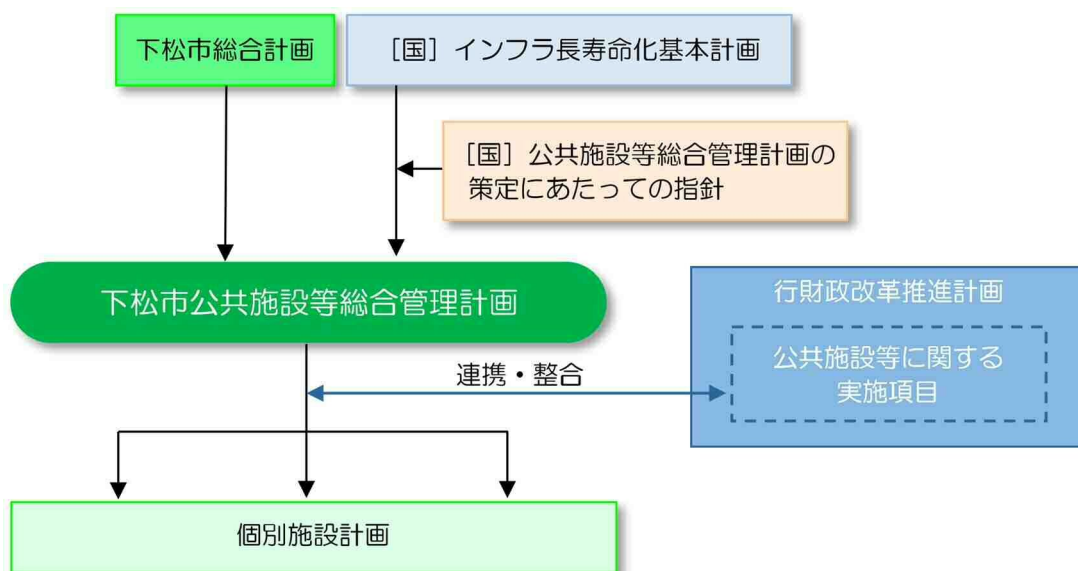 下松市総合計画
［国］インフラ長寿命化基本計画
［国］公共施設等総合管理計画の
策定にあたっての指針
下松市公共施設等総合管理計画
行財政改革推進計画
公共施設等に関する
実施項目
連携・整合
個別施設計画